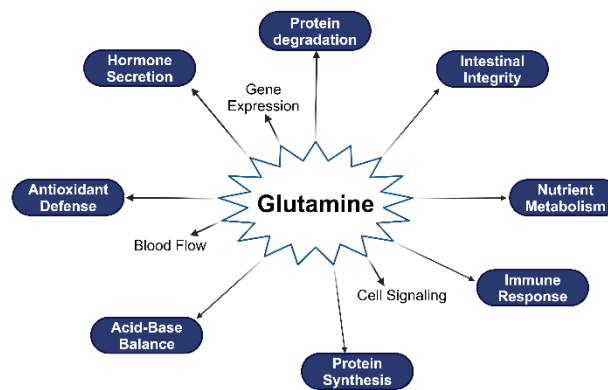 Protein
degradation
Hormone
Secretion
Intestinal
Integrity
Gene
Expression
Antioxidant
Defense
Glutamine
Nutrient
Metabolism
Blood Flow
Immune
Response
Cell Signaling
Acid-Base
Balance
Protein
Synthesis